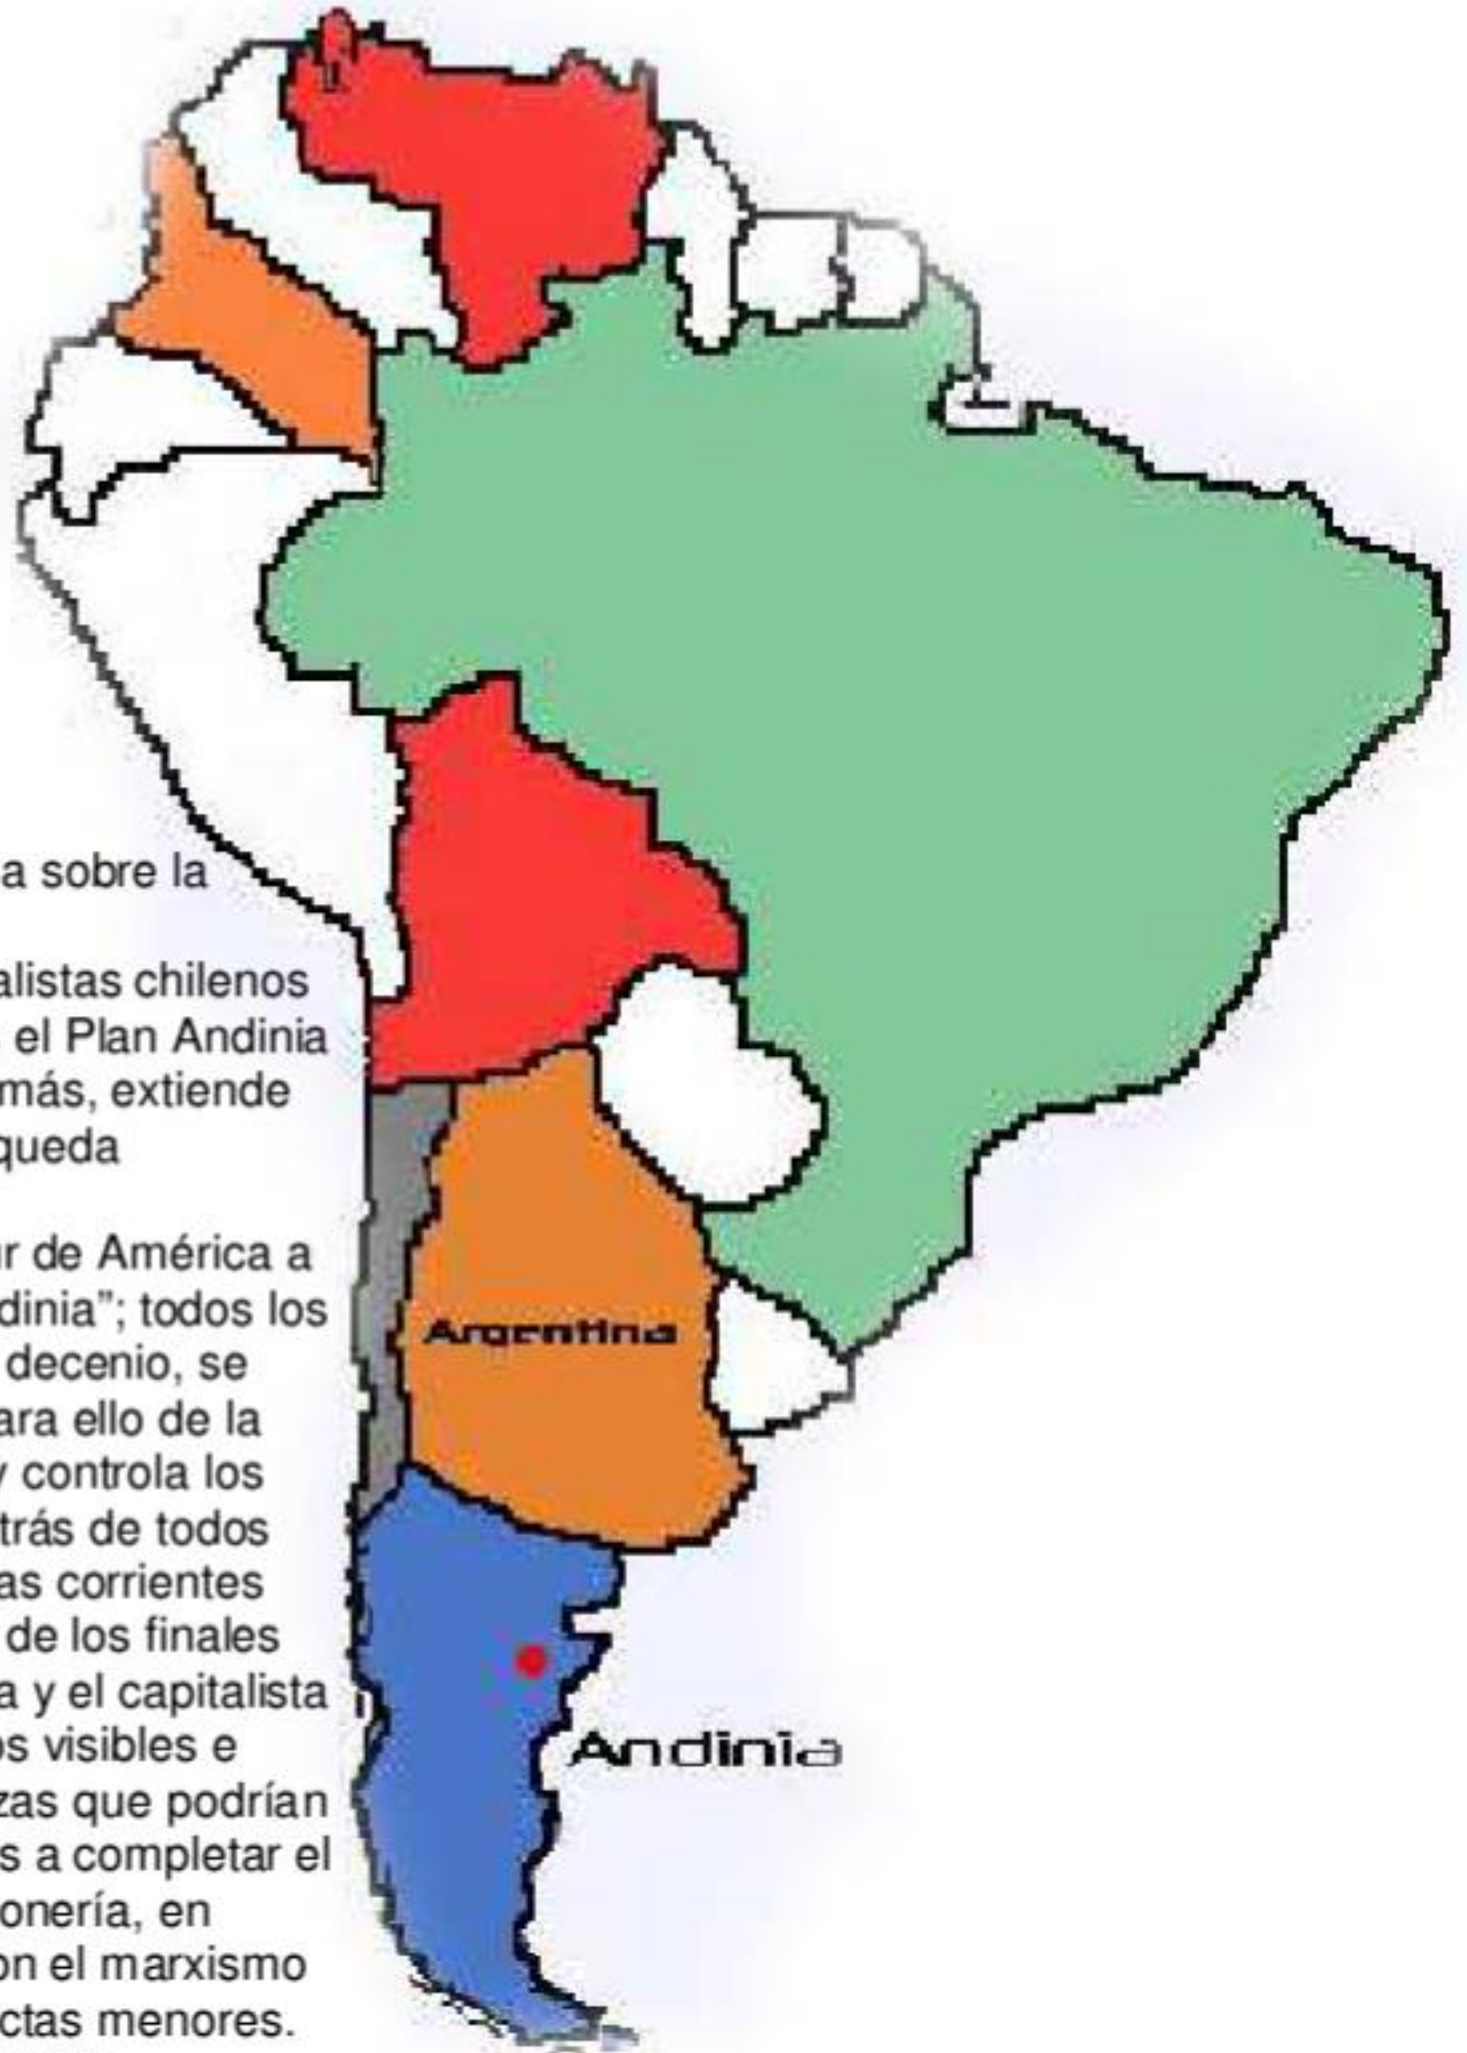 a sobre la
alistas chilenos
el Plan Andinia
más, extiende
queda
r de América a
dinia”; todos los
decenio, se
ara ello de la
y controla los
trás de todos
as corrientes
de los finales
a y el capitalista
os visibles e
zas que podrían
s a completar el
onería, en
on el marxismo
ctas menores.
Argentina
Andinia